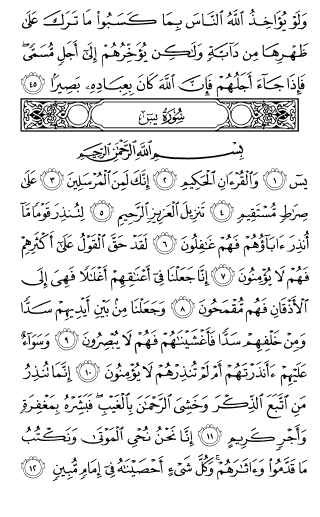 وَلَوْ يُؤَاخِذُ ٱللَّهُ ٱلنَّاسَ بِمَا كَسَبُوا۟ مَا تَرَكَ عَلَىٰ
ظَهْرِهَا مِن دَآبَّةٍ وَلَٰكِن يُؤَخِّرُهُمْ إِلَىٰٓ أَجَلٍ مُّسَمًّى ۖ
فَإِذَا جَآءَ أَجَلُهُمْ فَإِنَّ ٱللَّهَ كَانَ بِعِبَادِهِۦ بَصِيرًۢا ٤٥
سُورَةُ يسٓ
بِسْمِ ٱللَّهِ ٱلرَّحْمَٰنِ ٱلرَّحِيمِ
يسٓ ١ وَٱلْقُرْءَانِ ٱلْحَكِيمِ ٢ إِنَّكَ لَمِنَ ٱلْمُرْسَلِينَ ٣ عَلَىٰ
صِرَٰطٍ مُّسْتَقِيمٍ ٤ تَنزِيلَ ٱلْعَزِيزِ ٱلرَّحِيمِ ٥ لِتُنذِرَ قَوْمًا مَّآ
أُنذِرَ ءَابَآؤُهُمْ فَهُمْ غَٰفِلُونَ ٦ لَقَدْ حَقَّ ٱلْقَوْلُ عَلَىٰٓ أَكْثَرِهِمْ
فَهُمْ لَا يُؤْمِنُونَ ٧ إِنَّا جَعَلْنَا فِىٓ أَعْنَٰقِهِمْ أَغْلَٰلًا فَهِىَ إِلَى
ٱلْأَذْقَانِ فَهُم مُّقْمَحُونَ ٨ وَجَعَلْنَا مِنۢ بَيْنِ أَيْدِيهِمْ سَدًّا
وَمِنْ خَلْفِهِمْ سَدًّا فَأَغْشَيْنَٰهُمْ فَهُمْ لَا يُبْصِرُونَ ٩ وَسَوَآءٌ
عَلَيْهِمْ ءَأَنذَرْتَهُمْ أَمْ لَمْ تُنذِرْهُمْ لَا يُؤْمِنُونَ ١٠ إِنَّمَا تُنذِرُ
مَنِ ٱتَّبَعَ ٱلذِّكْرَ وَخَشِىَ ٱلرَّحْمَٰنَ بِٱلْغَيْبِ ۖ فَبَشِّرْهُ بِمَغْفِرَةٍ
وَأَجْرٍ كَرِيمٍ ١١ إِنَّا نَحْنُ نُحْىِ ٱلْمَوْتَىٰ وَنَكْتُبُ
مَا قَدَّمُوا۟ وَءَاثَٰرَهُمْ ۚ وَكُلَّ شَىْءٍ أَحْصَيْنَٰهُ فِىٓ إِمَامٍ مُّبِينٍ ١٢